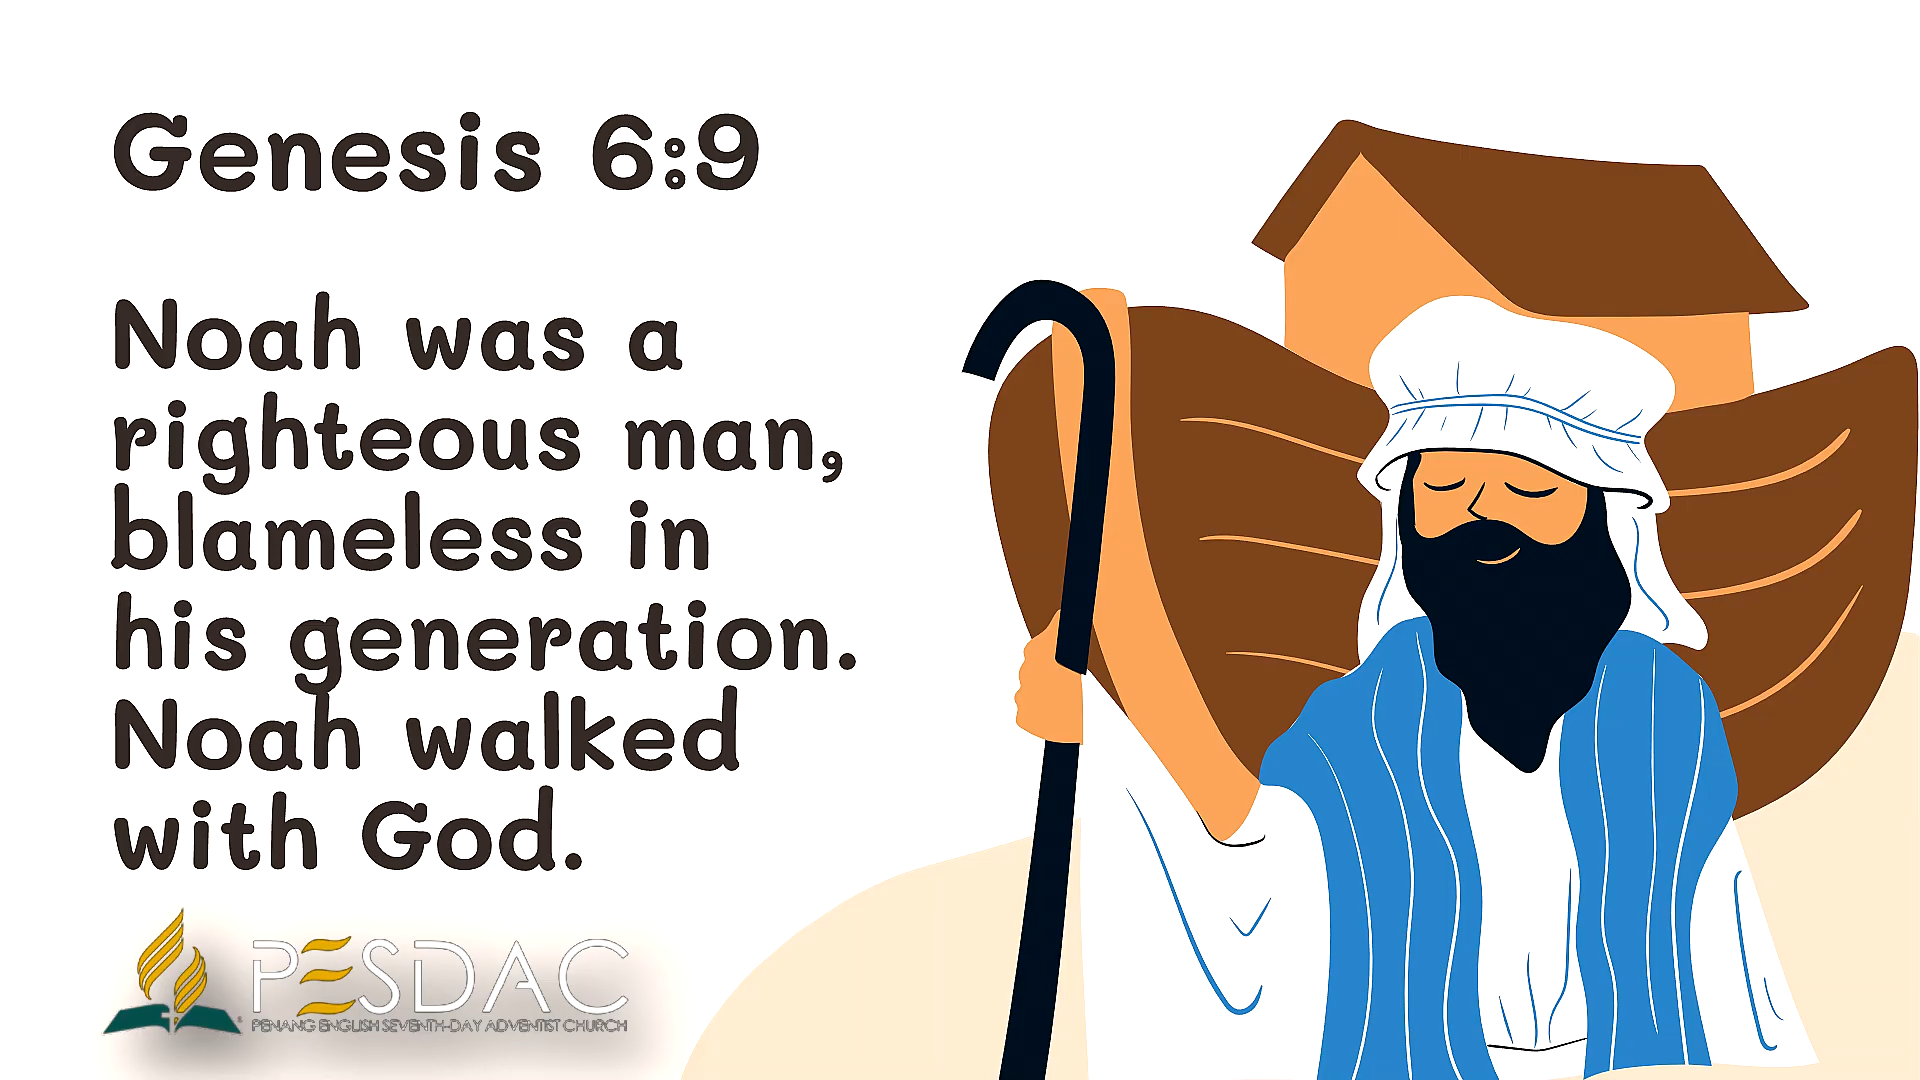 Genesis 6:9
Noah was a
righteous man,
blameless in
his generation.
Noah walked
with God.
PESDAC
PENANG ENGLISH SEVENTH-DAY ADVENTIST CHURCH